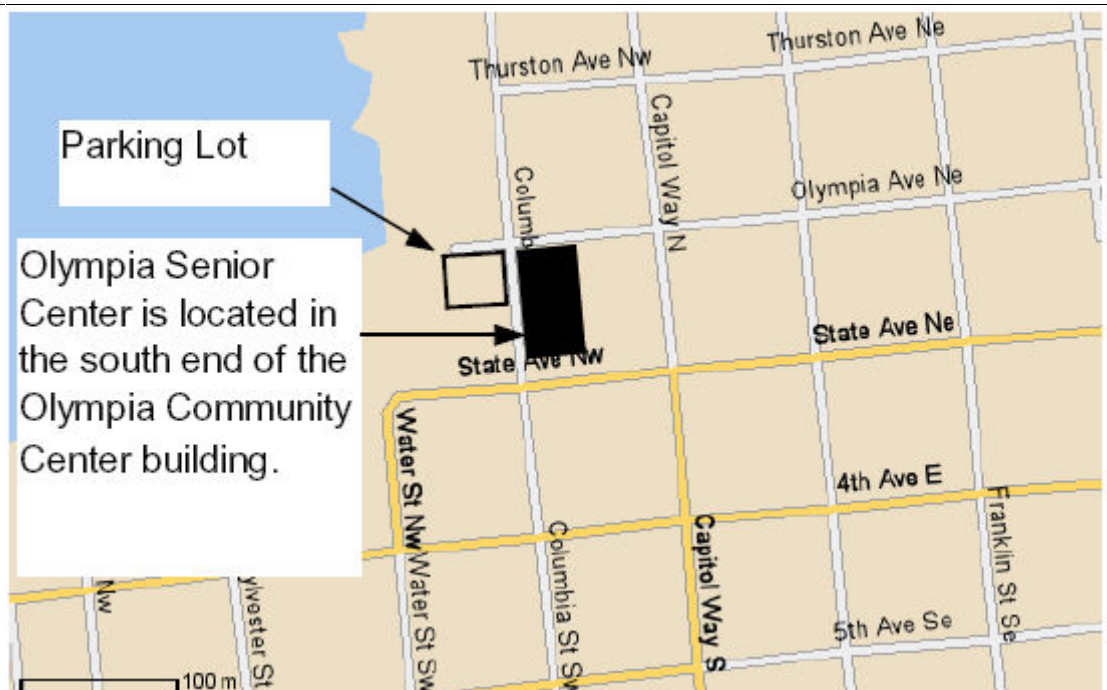 Thurston Ave Nw
Thurston Ave Ne
Parking Lot
Columb
Capitol Way N
Olympia Ave Ne
Olympia Senior
Center is located in
the south end of the
Olympia Community
Center building.
State Ave Nw
State Ave Ne
Water St Nw
4th Ave E
Franklin St Se
Capitol Way S
Columbia St Sw
Water St Sw
5th Ave Se
Nw
ylvester St
100 m